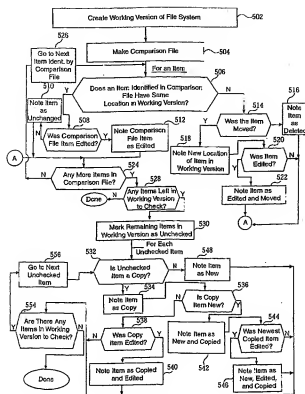 Create Working Version of File System
502
526
Make Comparison File
504
Go to Next
Item Ident. by
Comparison
File
For an Item
506
Does an Item Identified in Comparison
File Have Same
Location in Working Version?
Y
N
510
Note Item
as
Unchanged
508
Was Comparison
File Item Edited?
N
Y
512
Note Comparison
File Item
as Edited
514
Was the Item
Moved?
Y
N
516
Note
Item
as
Deleted
518
Note New Location
of Item in
Working Version
520
Was Item
Edited?
Y
N
A
524
Any More Items in
Comparison File?
Y
N
522
Note Item as
Edited and Moved
528
Any Items Left in
Working Version
to Check?
N
Y
Done
A
Mark Remaining Items in
Working Version as Unchecked
530
For Each
Unchecked Item
556
Go to Next
Unchecked
Item
532
Is Unchecked
Item a Copy?
N
Y
548
Note Item
as New
534
Note Item
as Copy
536
Is Copy
Item New?
N
Y
554
Are There Any
Items in Working
Version to Check?
Y
N
538
Was Copy
Item Edited?
N
Y
Note Item as
New and Copied
542
544
Was Newest
Copied Item
Edited?
N
Y
Done
Note Item as Copied
and Edited
540
Note Item as
New, Edited, and
Copied
546